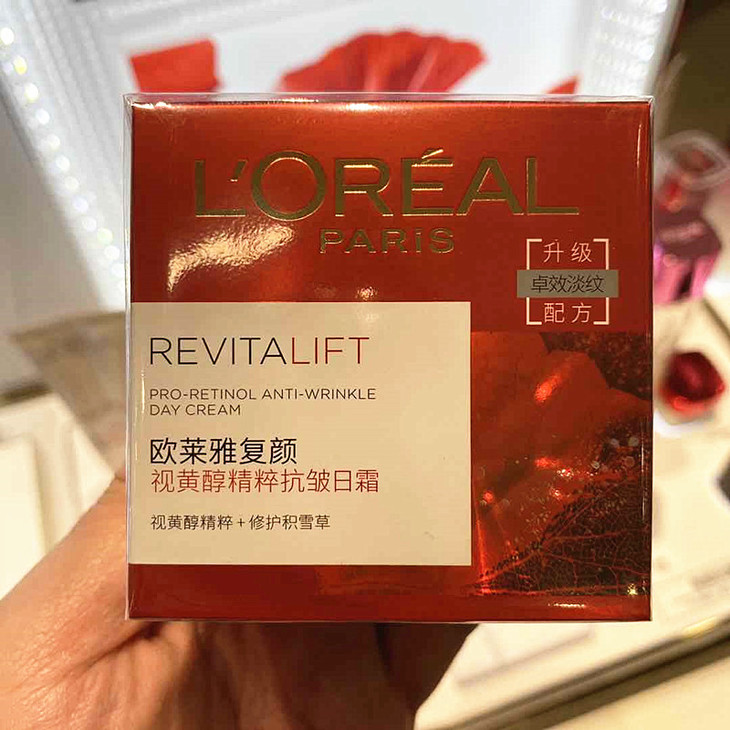 L'ORÉAL
PARIS
升级
卓效淡纹
配方
REVITALIFT
PRO-RETINOL ANTI-WRINKLE
DAY CREAM
欧莱雅复颜
视黄醇精粹抗皱日霜
视黄醇精粹+修护积雪草